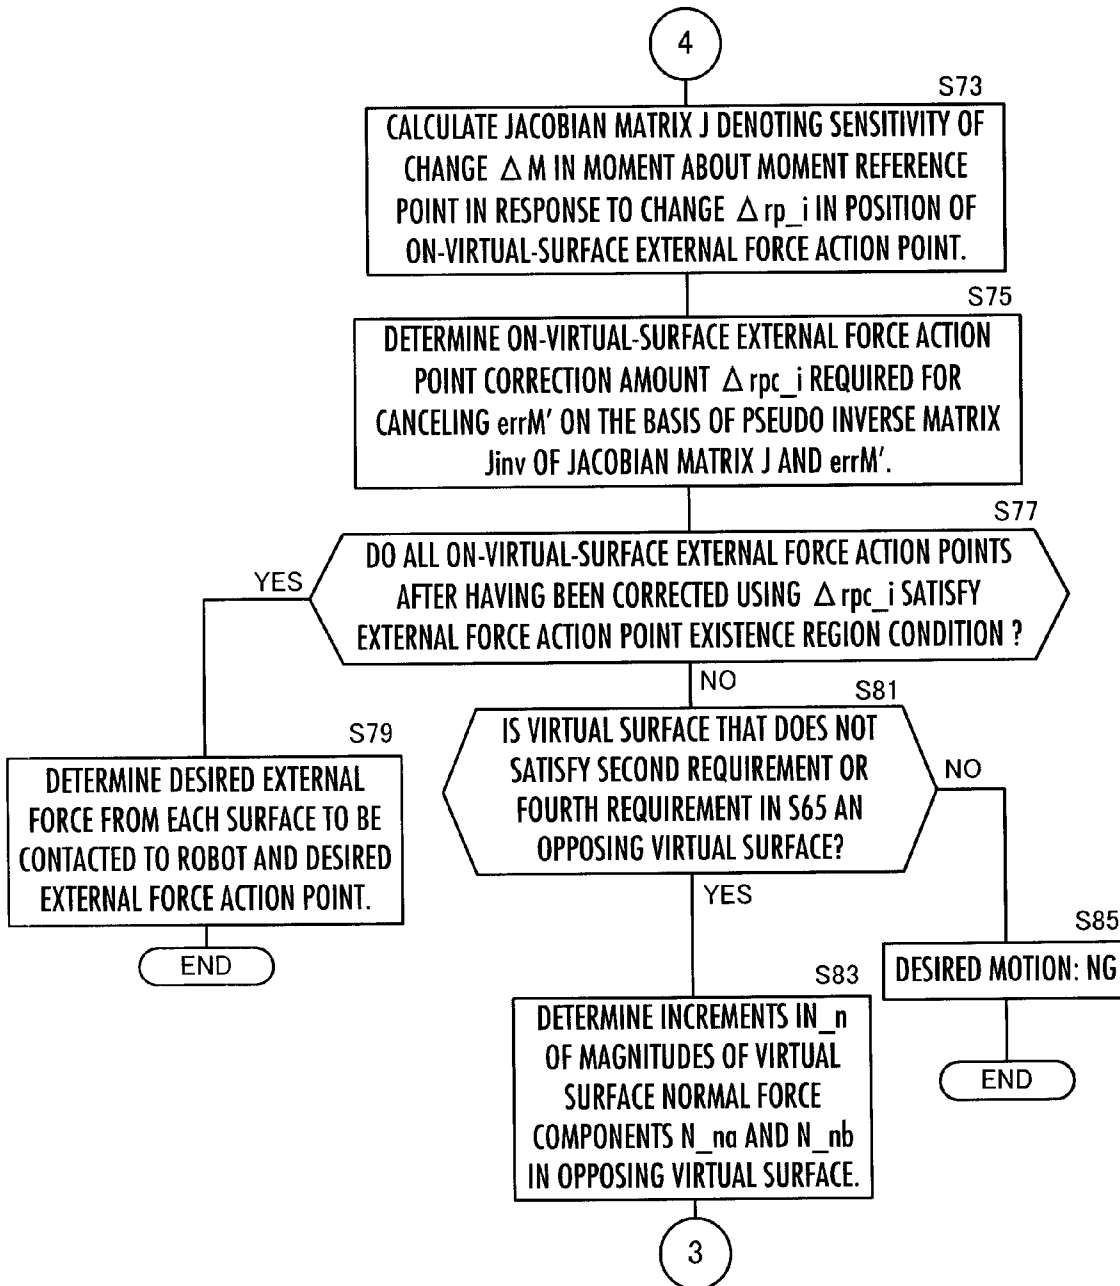 4
S73
CALCULATE JACOBIAN MATRIX J DENOTING SENSITIVITY OF
CHANGE △M IN MOMENT ABOUT MOMENT REFERENCE
POINT IN RESPONSE TO CHANGE △rp_i IN POSITION OF
ON-VIRTUAL-SURFACE EXTERNAL FORCE ACTION POINT.
S75
DETERMINE ON-VIRTUAL-SURFACE EXTERNAL FORCE ACTION
POINT CORRECTION AMOUNT △rpc_i REQUIRED FOR
CANCELING errM' ON THE BASIS OF PSEUDO INVERSE MATRIX
Jinv OF JACOBIAN MATRIX J AND errM'.
S77
DO ALL ON-VIRTUAL-SURFACE EXTERNAL FORCE ACTION POINTS
AFTER HAVING BEEN CORRECTED USING △rpc_i SATISFY
EXTERNAL FORCE ACTION POINT EXISTENCE REGION CONDITION ?
YES
NO
S79
DETERMINE DESIRED EXTERNAL
FORCE FROM EACH SURFACE TO BE
CONTACTED TO ROBOT AND DESIRED
EXTERNAL FORCE ACTION POINT.
END
S81
IS VIRTUAL SURFACE THAT DOES NOT
SATISFY SECOND REQUIREMENT OR
FOURTH REQUIREMENT IN S65 AN
OPPOSING VIRTUAL SURFACE?
NO
YES
S85
DESIRED MOTION: NG
END
S83
DETERMINE INCREMENTS IN_n
OF MAGNITUDES OF VIRTUAL
SURFACE NORMAL FORCE
COMPONENTS N_na AND N_nb
IN OPPOSING VIRTUAL SURFACE.
3